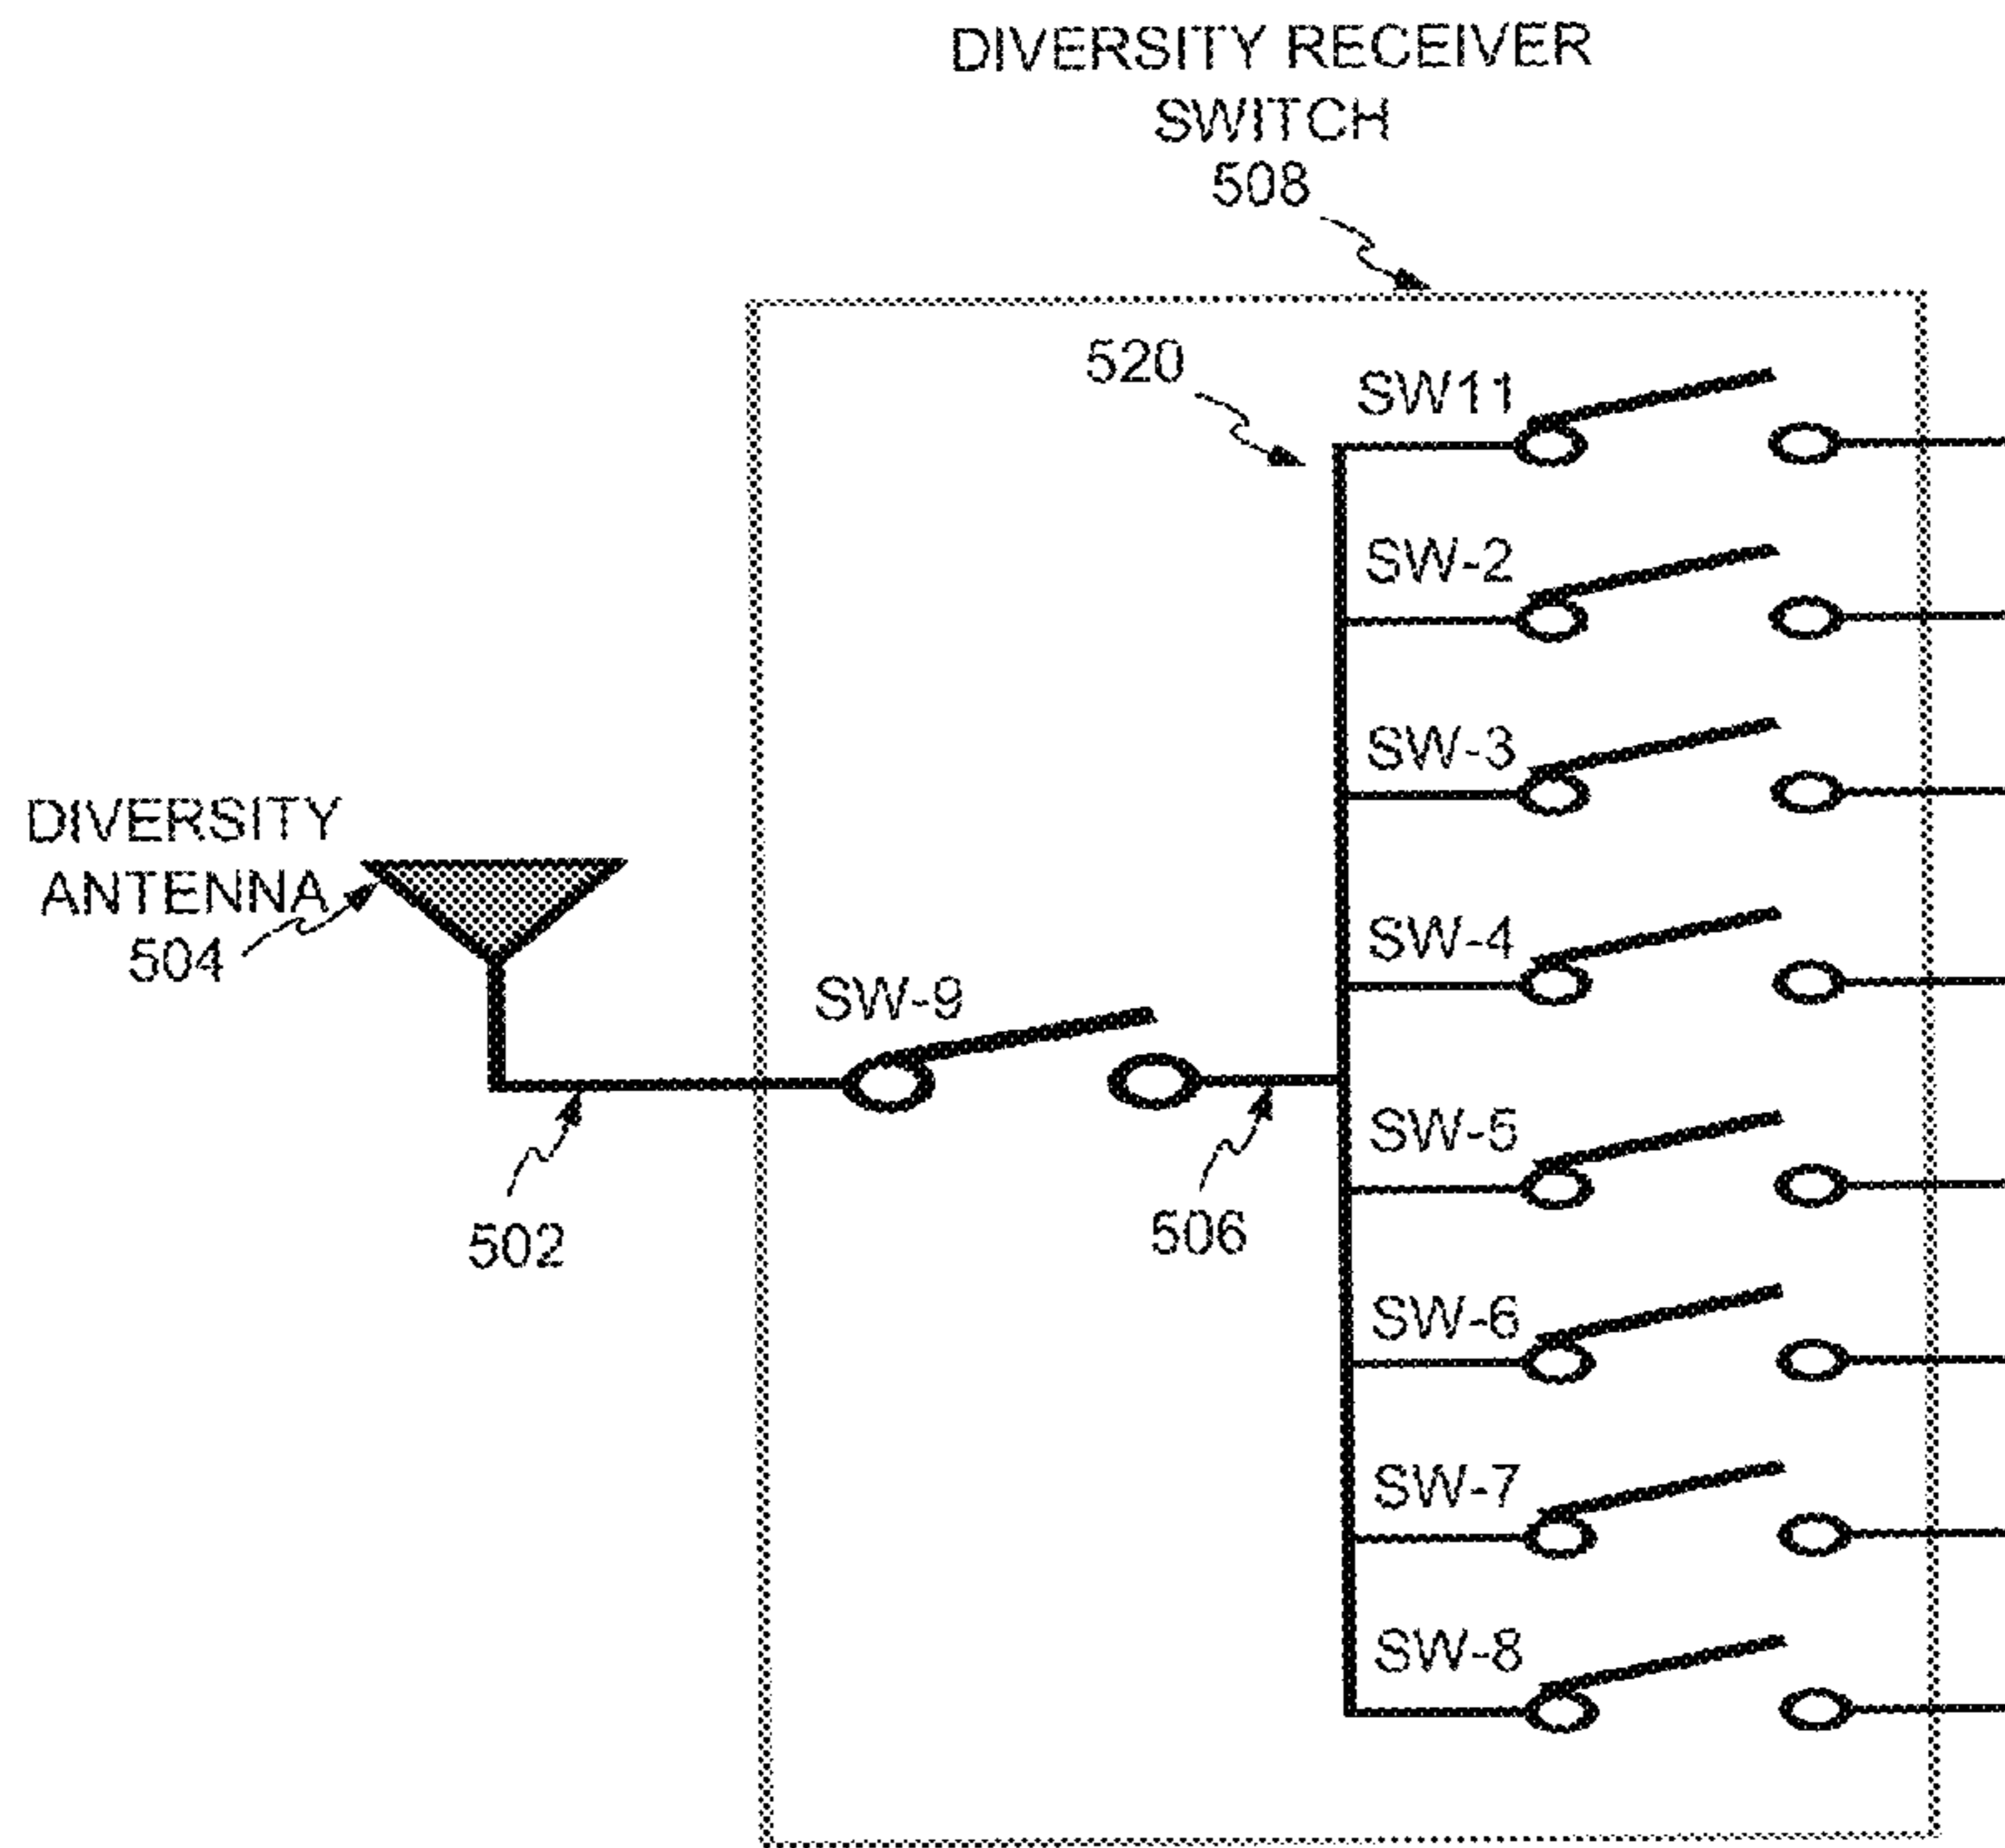 DIVERSITY RECEIVER
SWITCH
508
520
SW11
SW-2
SW-3
DIVERSITY
ANTENNA
504
SW-4
SW-9
SW-5
502
506
SW-6
SW-7
SW-8